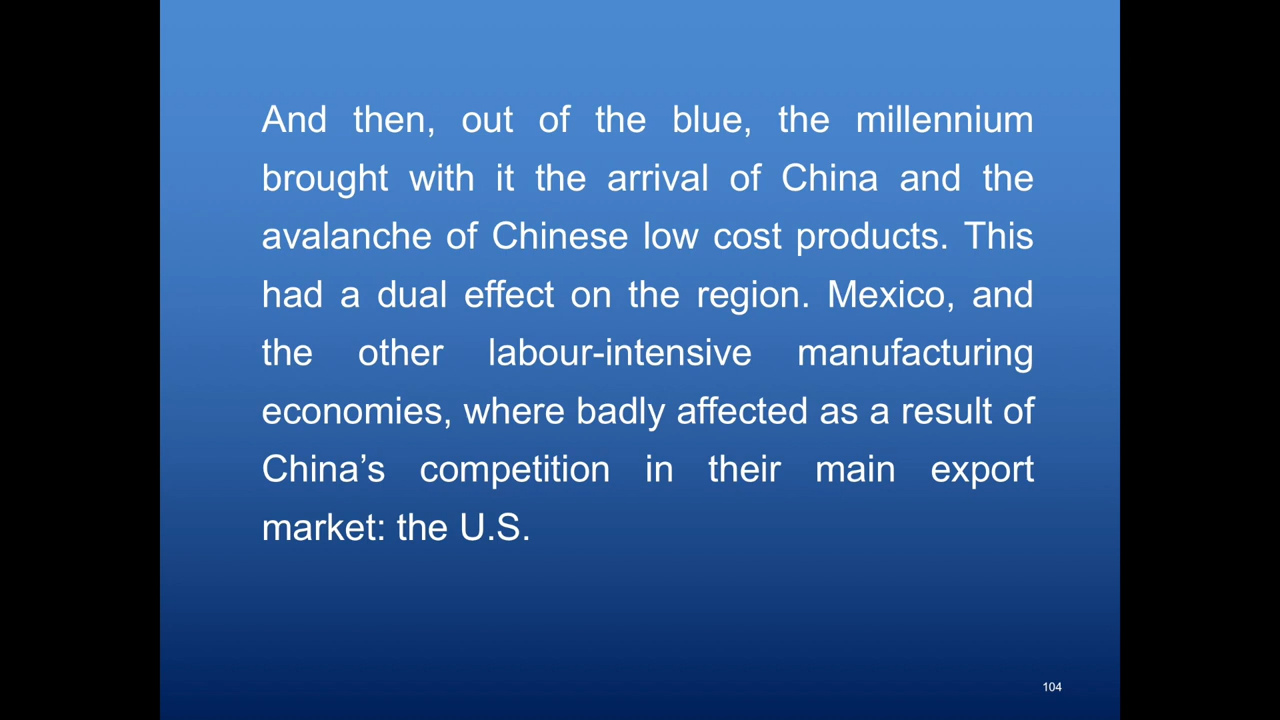 And then, out of the blue, the millennium
brought with it the arrival of China and the
avalanche of Chinese low cost products. This
had a dual effect on the region. Mexico, and
the other labour-intensive manufacturing
economies, where badly affected as a result of
China’s competition in their main export
market: the U.S.
104